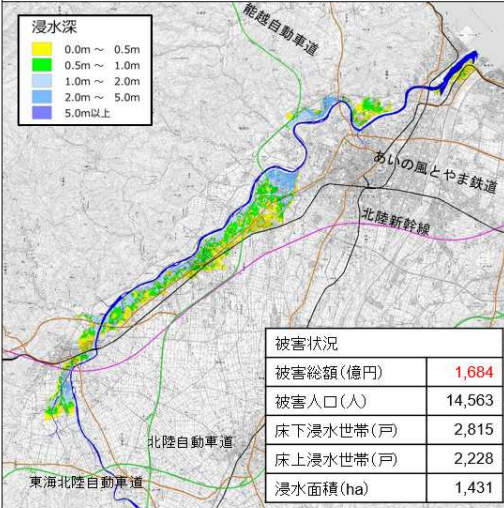 浸水深
0.0m ～ 0.5m
0.5m ～ 1.0m
1.0m ～ 2.0m
2.0m ～ 5.0m
5.0m以上
能越自動車道
あいの風とやま鉄道
北陸新幹線
北陸自動車道
東海北陸自動車道
被害状況
被害総額(億円) 1,684
被害人口(人) 14,563
床下浸水世帯(戸) 2,815
床上浸水世帯(戸) 2,228
浸水面積(ha) 1,431